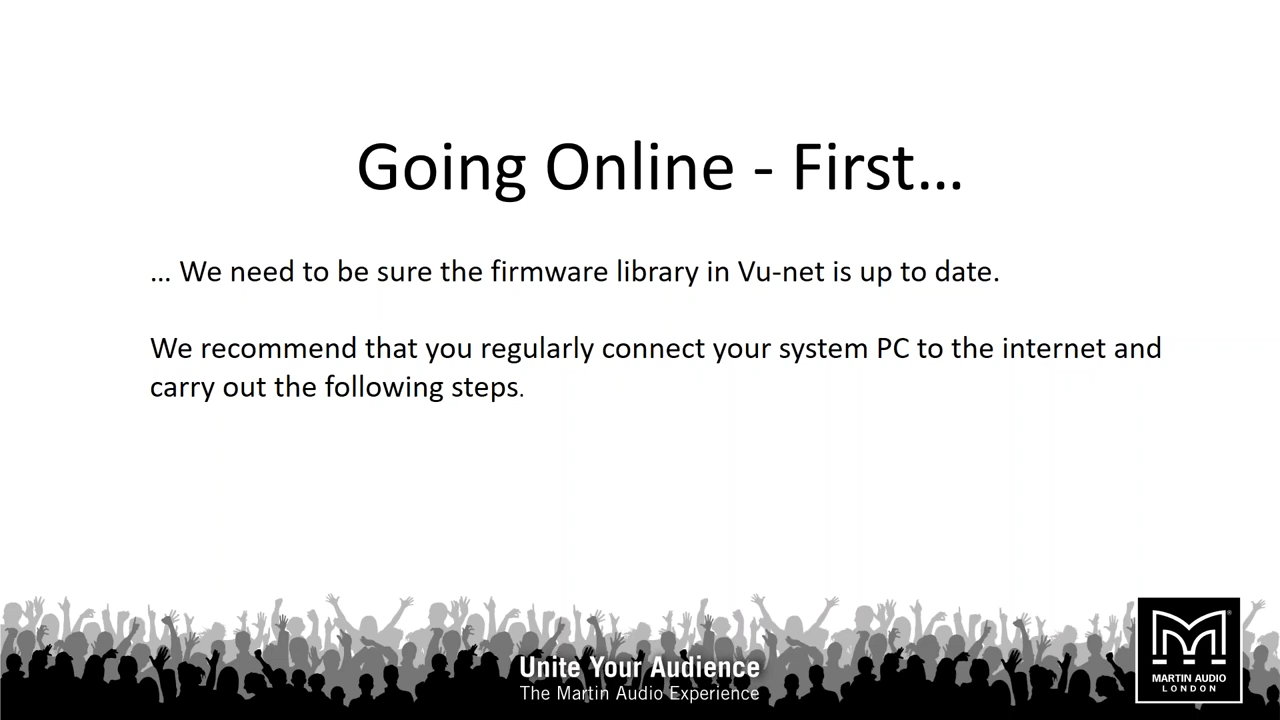 Going Online - First...
... We need to be sure the firmware library in Vu-net is up to date.
We recommend that you regularly connect your system PC to the internet and
carry out the following steps.
Unite Your Audience
The Martin Audio Experience
MARTIN AUDIO
LONDON